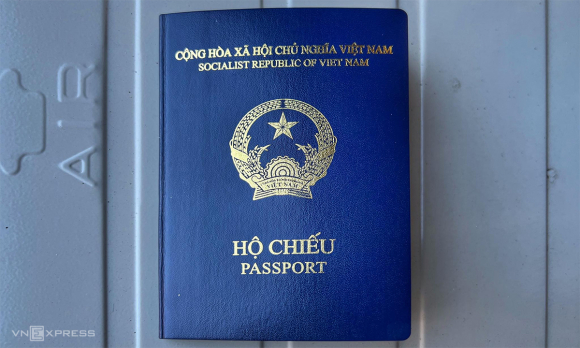 CỘNG HÒA XÃ HỘI CHỦ NGHĨA VIỆT NAM
SOCIALIST REPUBLIC OF VIET NAM
VIỆT NAM
HỘ CHIẾU
PASSPORT
AIR
VNEXPRESS